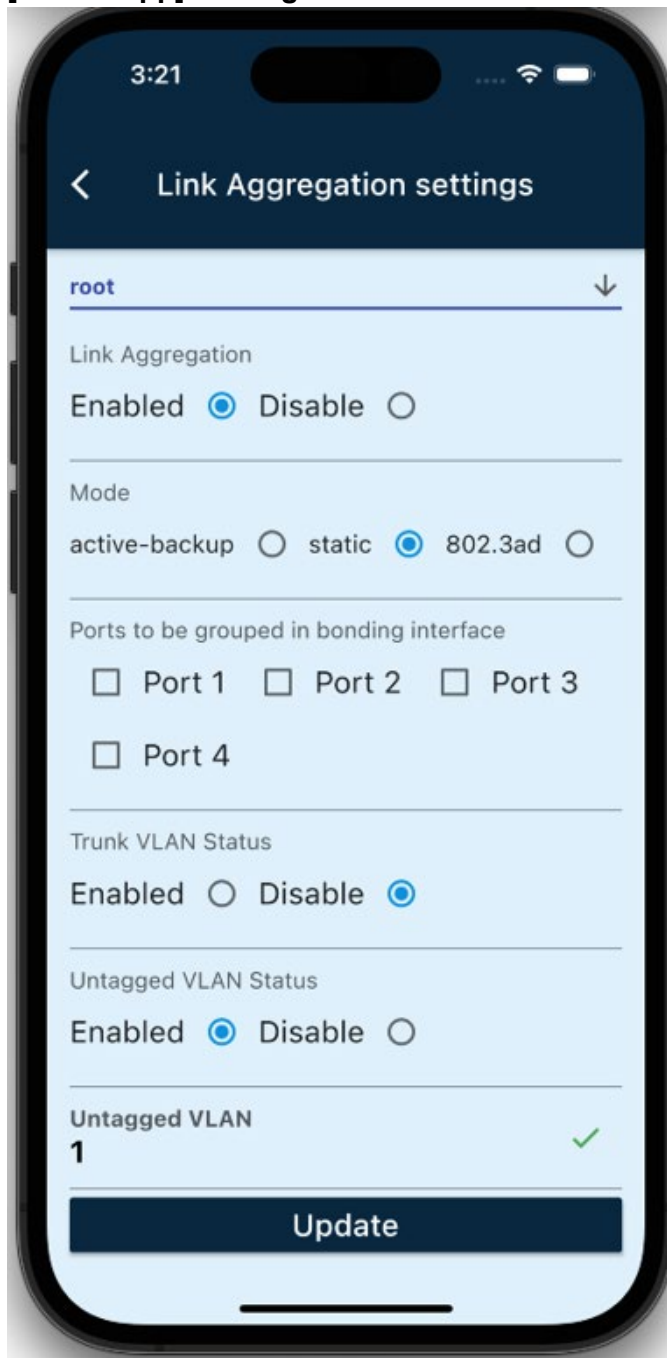 3:21
Link Aggregation settings
root
Link Aggregation
Enabled Disable
Mode
active-backup static 802.3ad
Ports to be grouped in bonding interface
Port 1 Port 2 Port 3
Port 4
Trunk VLAN Status
Enabled Disable
Untagged VLAN Status
Enabled Disable
Untagged VLAN
1
Update